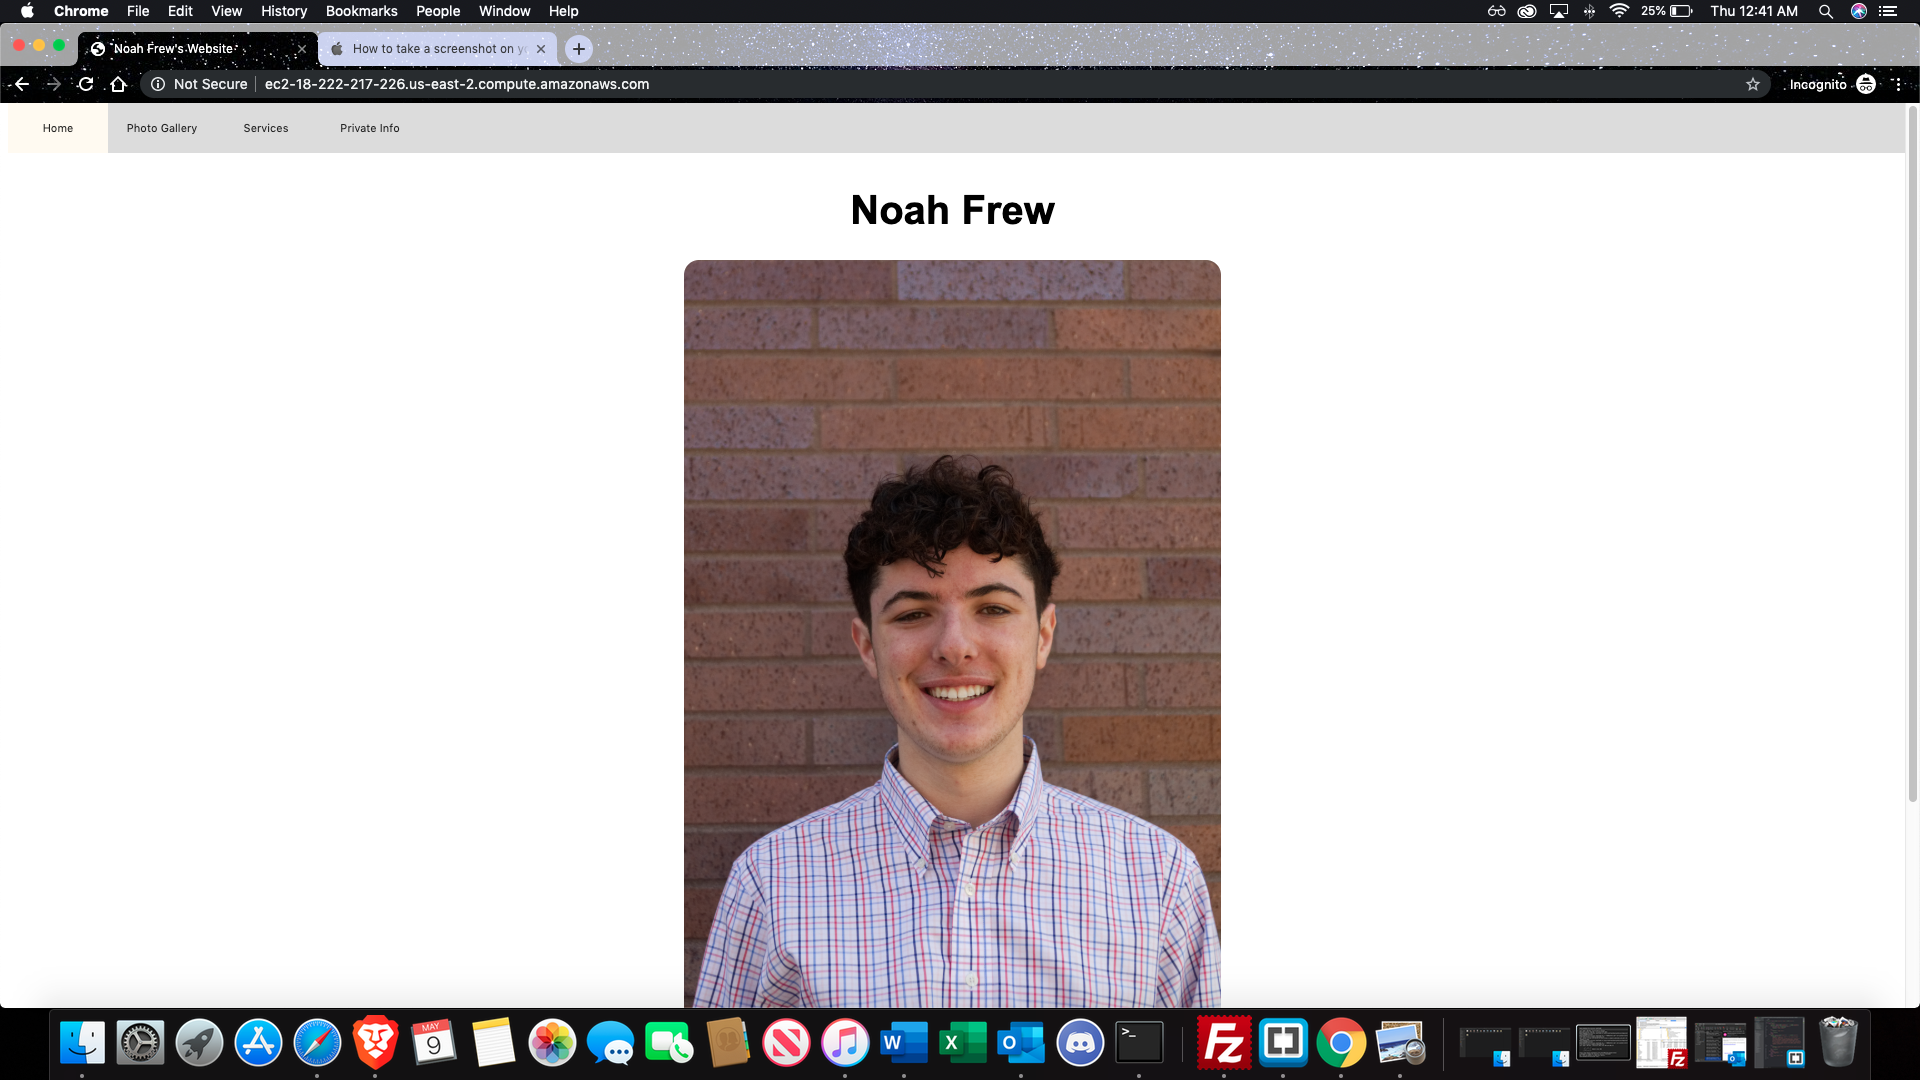 Chrome File Edit View History Bookmarks People Window Help 25% Thu 12:41 AM
Noah Frew's Website How to take a screenshot on y
Not Secure ec2-18-222-217-226.us-east-2.compute.amazonaws.com Incognito
Home Photo Gallery Services Private Info
Noah Frew
MAY
9
W X O >_ Fz
Fz